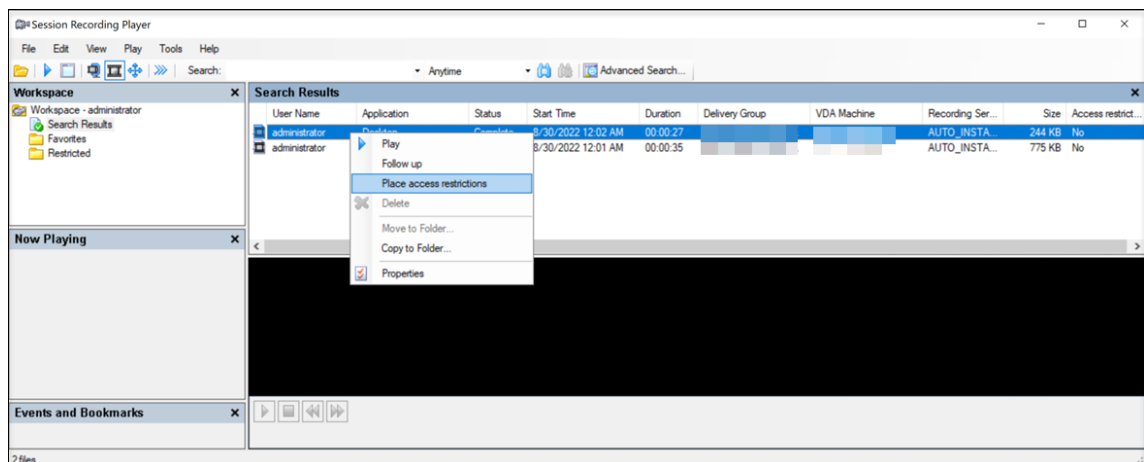 Session Recording Player
File Edit View Play Tools Help
Search: Anytime Advanced Search...
Workspace
Workspace - administrator
Search Results
Favorites
Restricted
Search Results
User Name Application Status Start Time Duration Delivery Group VDA Machine Recording Ser... Size Access restrict...
administrator Desktop Complete 8/30/2022 12:02 AM 00:00:27 AUTO_INSTA... 244 KB No
administrator 8/30/2022 12:01 AM 00:00:35 AUTO_INSTA... 775 KB No
Play
Follow up
Place access restrictions
Delete
Move to Folder...
Copy to Folder...
Properties
Now Playing
Events and Bookmarks
2 files